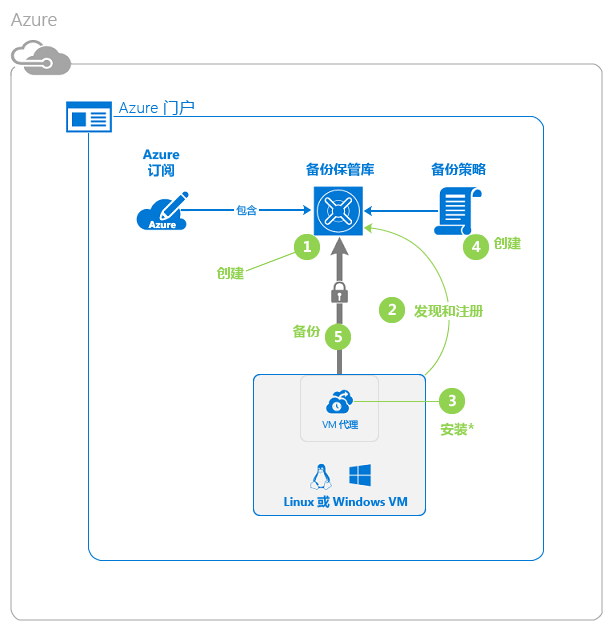 Azure
Azure 门户
Azure
订阅
备份保管库
备份策略
Azure
包含
1
创建
4
创建
2
发现和注册
备份
5
3
安装*
VM 代理
Linux 或 Windows VM